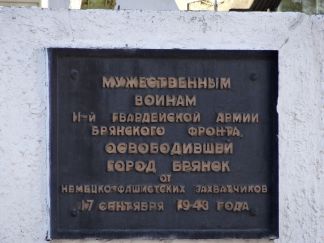 МУЖЕСТВЕННЫМ
ВОИНАМ
11-й ГВАРДЕЙСКОЙ АРМИИ
БРЯНСКОГО ФРОНТА,
ОСВОБОДИВШЕЙ
ГОРОД БРЯНСК
ОТ
НЕМЕЦКО-ФАШИСТСКИХ ЗАХВАТЧИКОВ
17 СЕНТЯБРЯ 1943 ГОДА